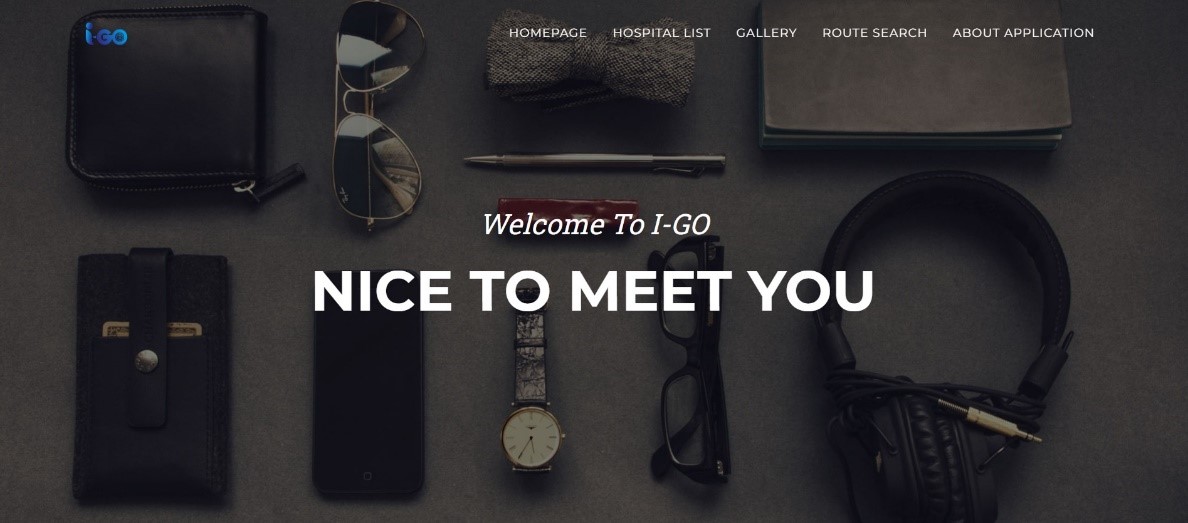 i-GO
HOMEPAGE HOSPITAL LIST GALLERY ROUTE SEARCH ABOUT APPLICATION
Welcome To I-GO
NICE TO MEET YOU